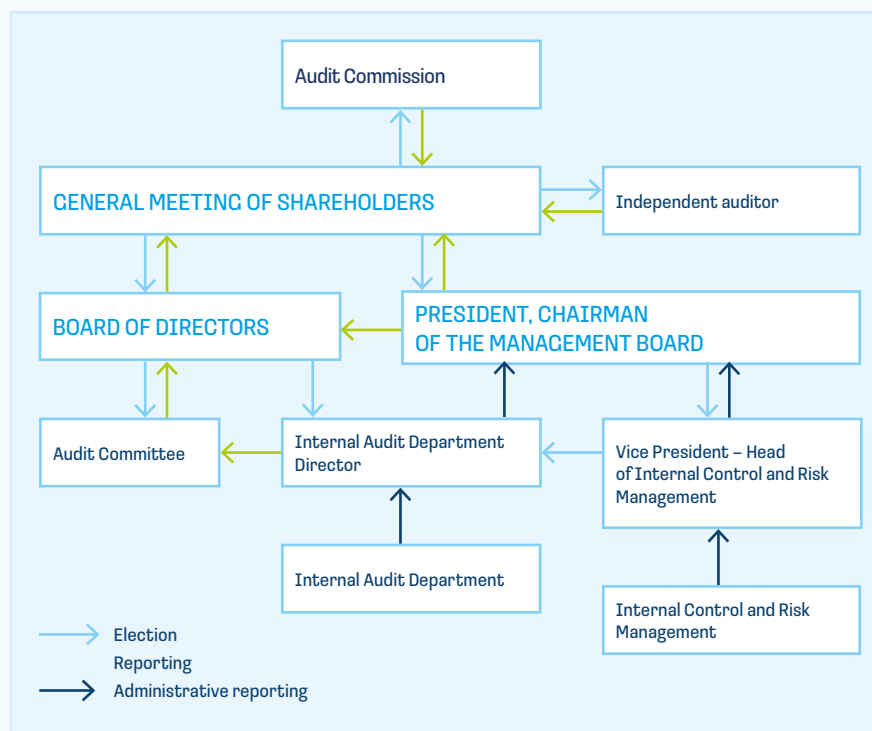 Audit Commission
GENERAL MEETING OF SHAREHOLDERS
Independent auditor
BOARD OF DIRECTORS
PRESIDENT, CHAIRMAN
OF THE MANAGEMENT BOARD
Audit Committee
Internal Audit Department
Director
Vice President – Head
of Internal Control and Risk
Management
Internal Audit Department
Internal Control and Risk
Management
Election
Reporting
Administrative reporting